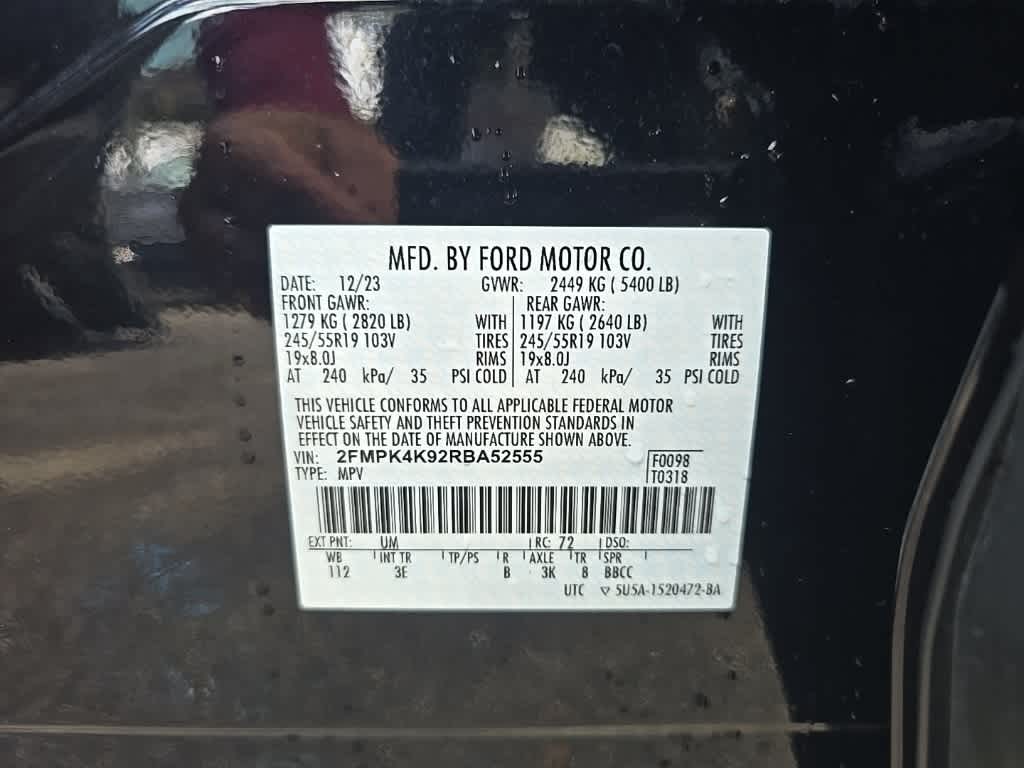 MFD. BY FORD MOTOR CO.
DATE: 12/23 GVWR: 2449 KG ( 5400 LB)
FRONT GAWR: REAR GAWR:
1279 KG ( 2820 LB) WITH 1197 KG ( 2640 LB) WITH
245/55R19 103V TIRES 245/55R19 103V TIRES
19x8.0J RIMS 19x8.0J RIMS
AT 240 kPa/ 35 PSI COLD AT 240 kPa/ 35 PSI COLD
THIS VEHICLE CONFORMS TO ALL APPLICABLE FEDERAL MOTOR
VEHICLE SAFETY AND THEFT PREVENTION STANDARDS IN
EFFECT ON THE DATE OF MANUFACTURE SHOWN ABOVE.
VIN: 2FMPK4K92RBA52555 F0098
TYPE: MPV T0318
EXT PNT: UM RC: 72 DSO:
WB INT TR TP/PS R AXLE TR SPR
112 3E B 3K 8 BBCC
UTC ▽ 5U5A-1520472-BA